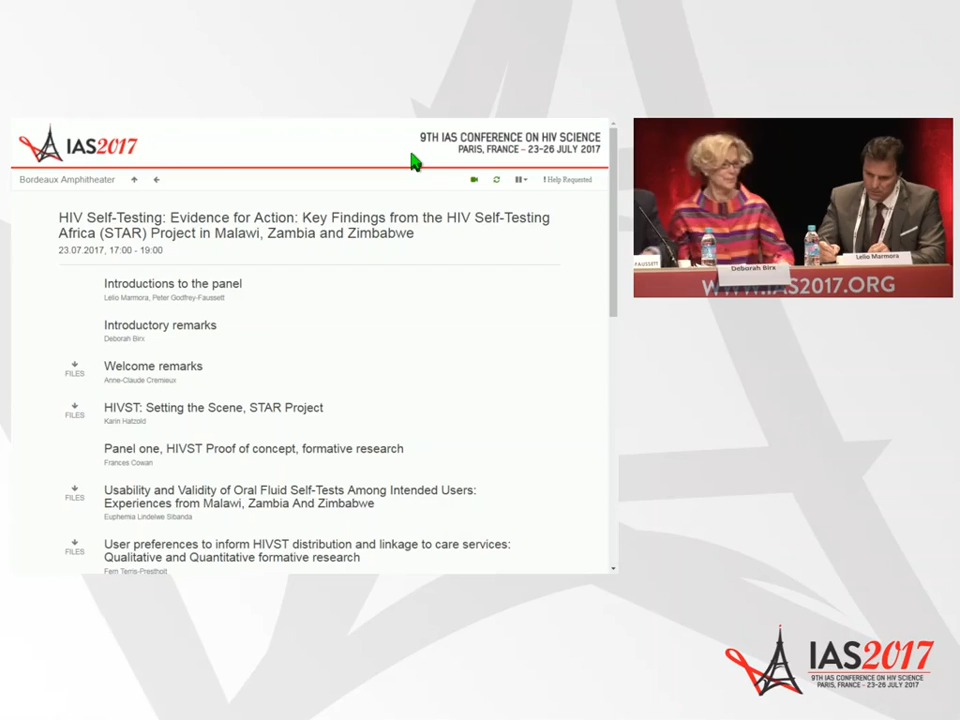 IAS2017
9TH IAS CONFERENCE ON HIV SCIENCE
PARIS, FRANCE – 23-26 JULY 2017
Bordeaux Amphitheater
! Help Requested
HIV Self-Testing: Evidence for Action: Key Findings from the HIV Self-Testing
Africa (STAR) Project in Malawi, Zambia and Zimbabwe
23.07.2017, 17:00 - 19:00
Introductions to the panel
Lelio Marmora, Peter Godfrey-Faussett
Introductory remarks
Deborah Birx
FILES
Welcome remarks
Anne-Claude Cremieux
FILES
HIVST: Setting the Scene, STAR Project
Karin Hatzold
Panel one, HIVST Proof of concept, formative research
Frances Cowan
FILES
Usability and Validity of Oral Fluid Self-Tests Among Intended Users:
Experiences from Malawi, Zambia And Zimbabwe
Euphemia Lindelwe Sibanda
FILES
User preferences to inform HIVST distribution and linkage to care services:
Qualitative and Quantitative formative research
Fern Terris-Prestholt
FAUSSETT
Deborah Birx
Lelio Marmora
WWW.IAS2017.ORG
IAS2017
9TH IAS CONFERENCE ON HIV SCIENCE
PARIS, FRANCE – 23-26 JULY 2017